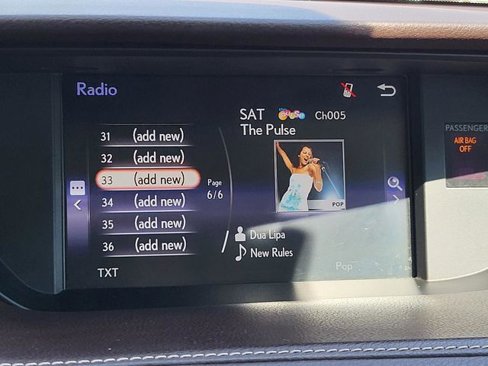 Radio
SAT Ch005
The Pulse
31 (add new)
32 (add new)
33 (add new)
34 (add new)
35 (add new)
36 (add new)
Page
6/6
POP
Dua Lipa
New Rules
TXT
Pop
PASSENGER
AIR BAG
OFF